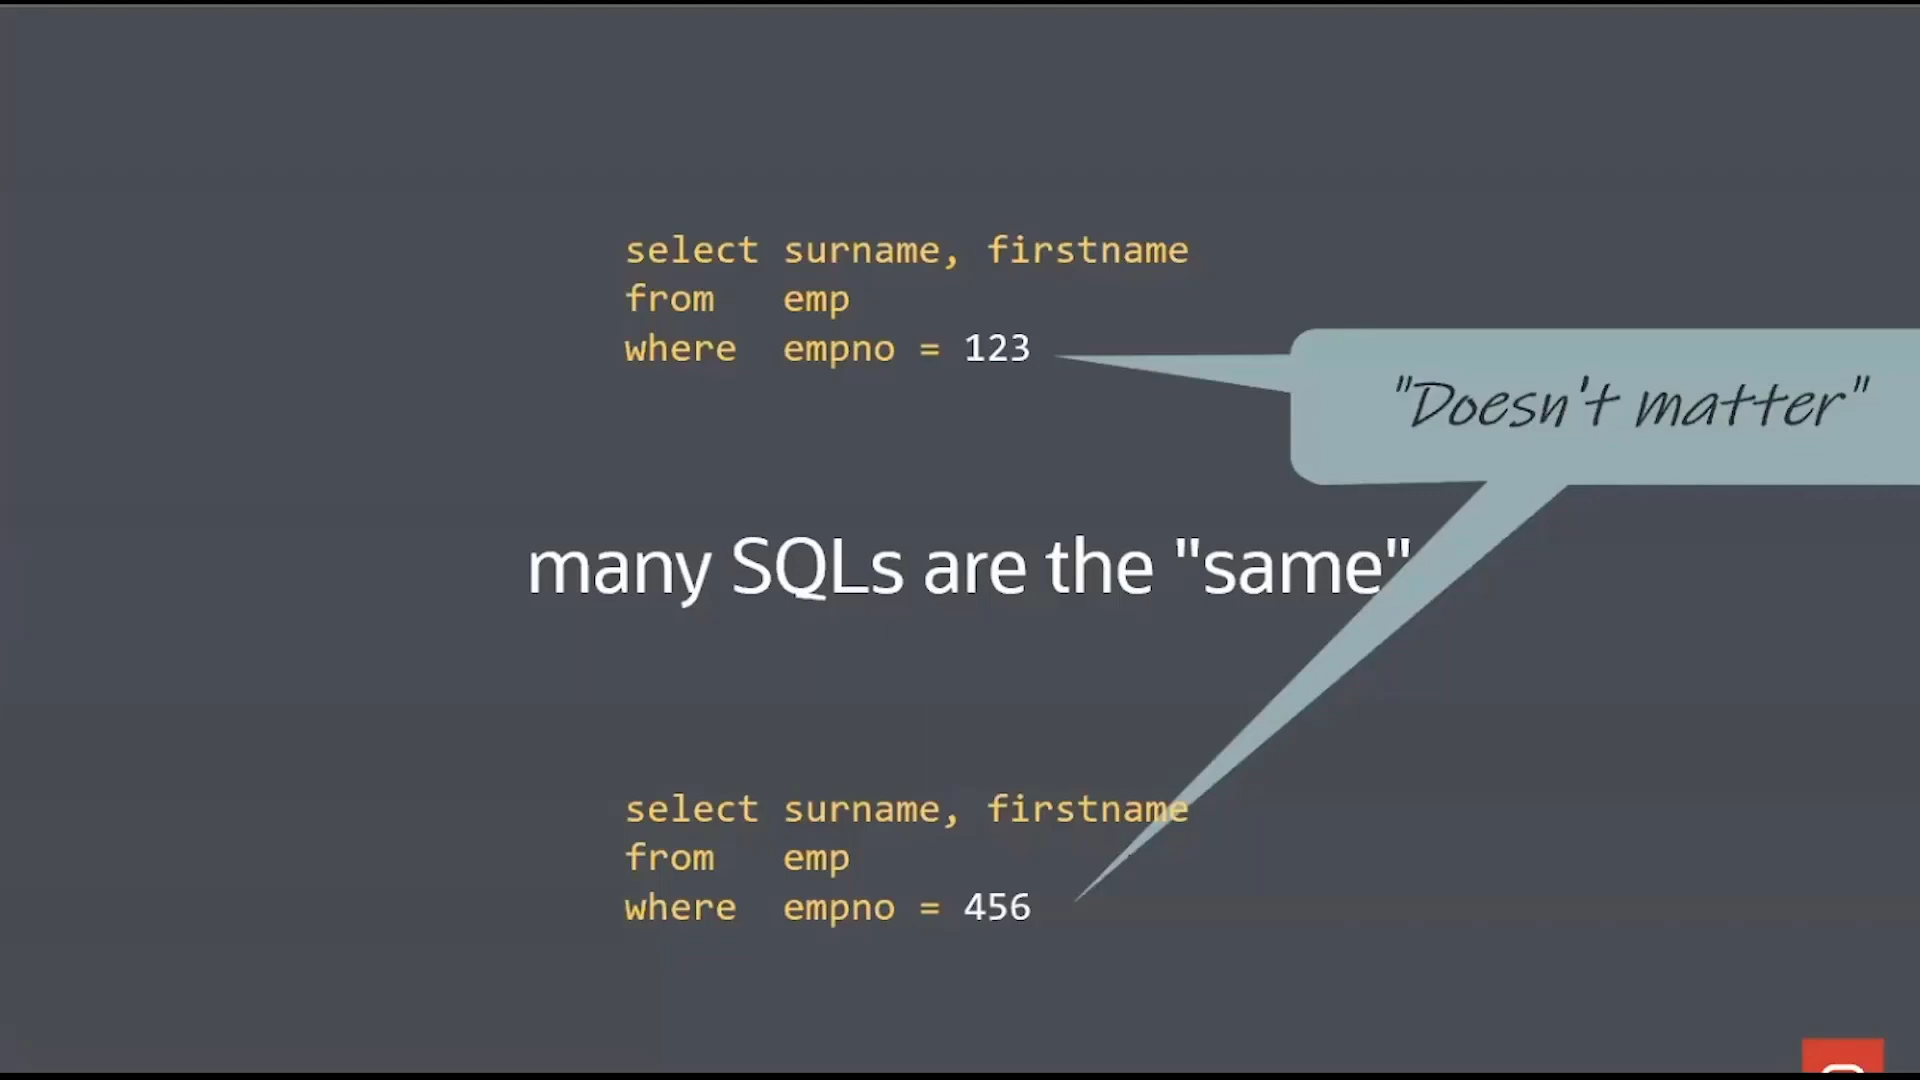 select surname, firstname
from emp
where empno = 123
"Doesn't matter"
many SQLs are the "same"
select surname, firstname
from emp
where empno = 456